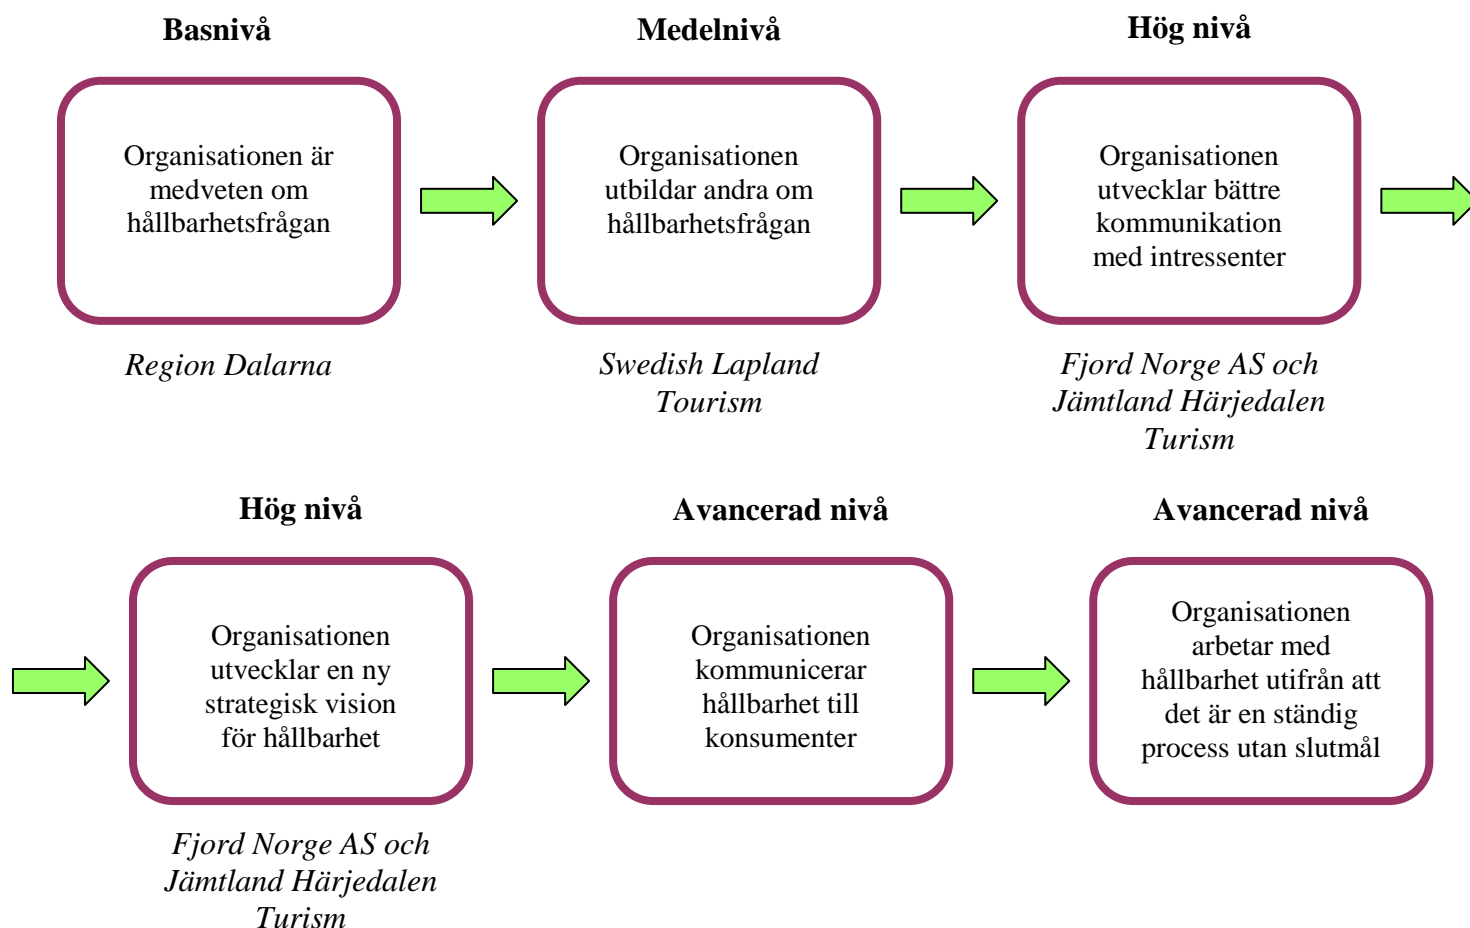 Basnivå
Organisationen är
medveten om
hållbarhetsfrågan
Region Dalarna
Medelnivå
Organisationen
utbildar andra om
hållbarhetsfrågan
Swedish Lapland
Tourism
Hög nivå
Organisationen
utvecklar bättre
kommunikation
med intressenter
Fjord Norge AS och
Jämtland Härjedalen
Turism
Hög nivå
Organisationen
utvecklar en ny
strategisk vision
för hållbarhet
Fjord Norge AS och
Jämtland Härjedalen
Turism
Avancerad nivå
Organisationen
kommunicerar
hållbarhet till
konsumenter
Avancerad nivå
Organisationen
arbetar med
hållbarhet utifrån att
det är en ständig
process utan slutmål